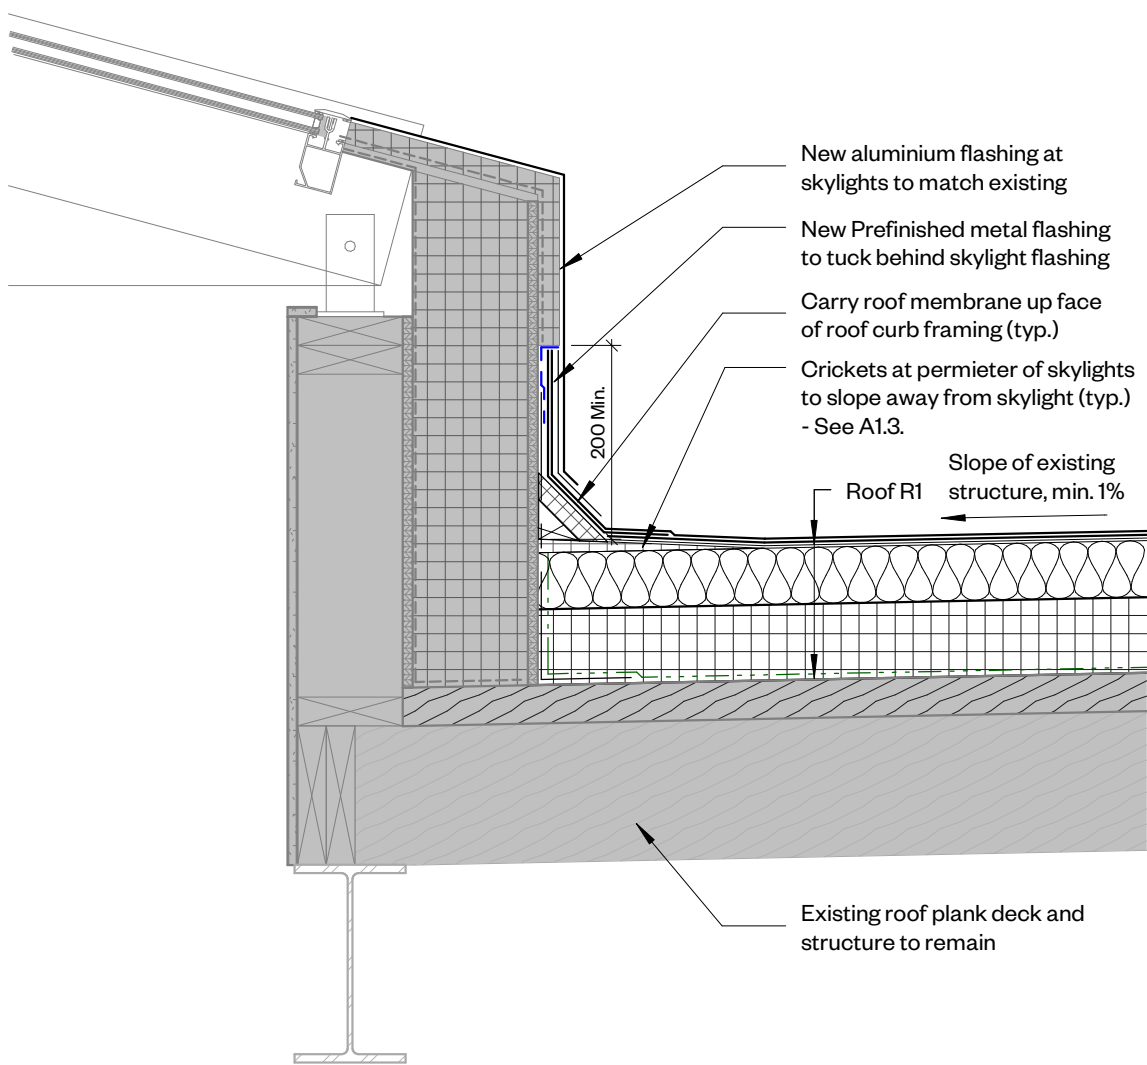 New aluminium flashing at
skylights to match existing
New Prefinished metal flashing
to tuck behind skylight flashing
Carry roof membrane up face
of roof curb framing (typ.)
Crickets at permieter of skylights
to slope away from skylight (typ.)
- See A1.3.
200 Min.
Slope of existing
structure, min. 1%
Roof R1
Existing roof plank deck and
structure to remain